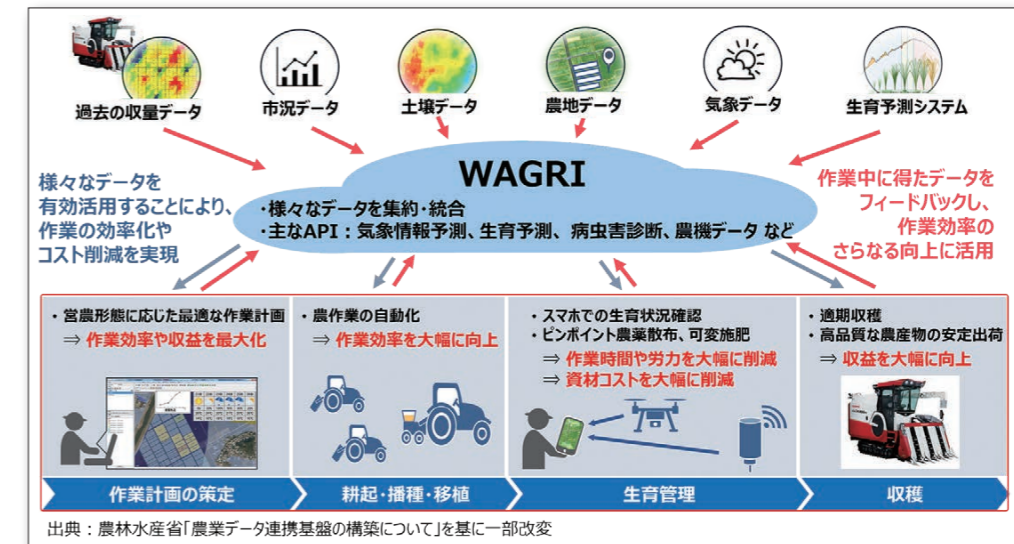 過去の収量データ
市況データ
土壌データ
農地データ
気象データ
生育予測システム
WAGRI
・様々なデータを集約・統合
・主なAPI：気象情報予測、生育予測、病虫害診断、農機データ など
様々なデータを
有効活用することにより、
作業の効率化や
コスト削減を実現
作業中に得たデータを
フィードバックし、
作業効率の
さらなる向上に活用
・営農形態に応じた最適な作業計画
⇒ 作業効率や収益を最大化
・農作業の自動化
⇒ 作業効率を大幅に向上
・スマホでの生育状況確認
・ピンポイント農薬散布、可変施肥
⇒ 作業時間や労力を大幅に削減
⇒ 資材コストを大幅に削減
・適期収穫
・高品質な農産物の安定出荷
⇒ 収益を大幅に向上
作業計画の策定
耕起・播種・移植
生育管理
収穫
出典：農林水産省「農業データ連携基盤の構築について」を基に一部改変